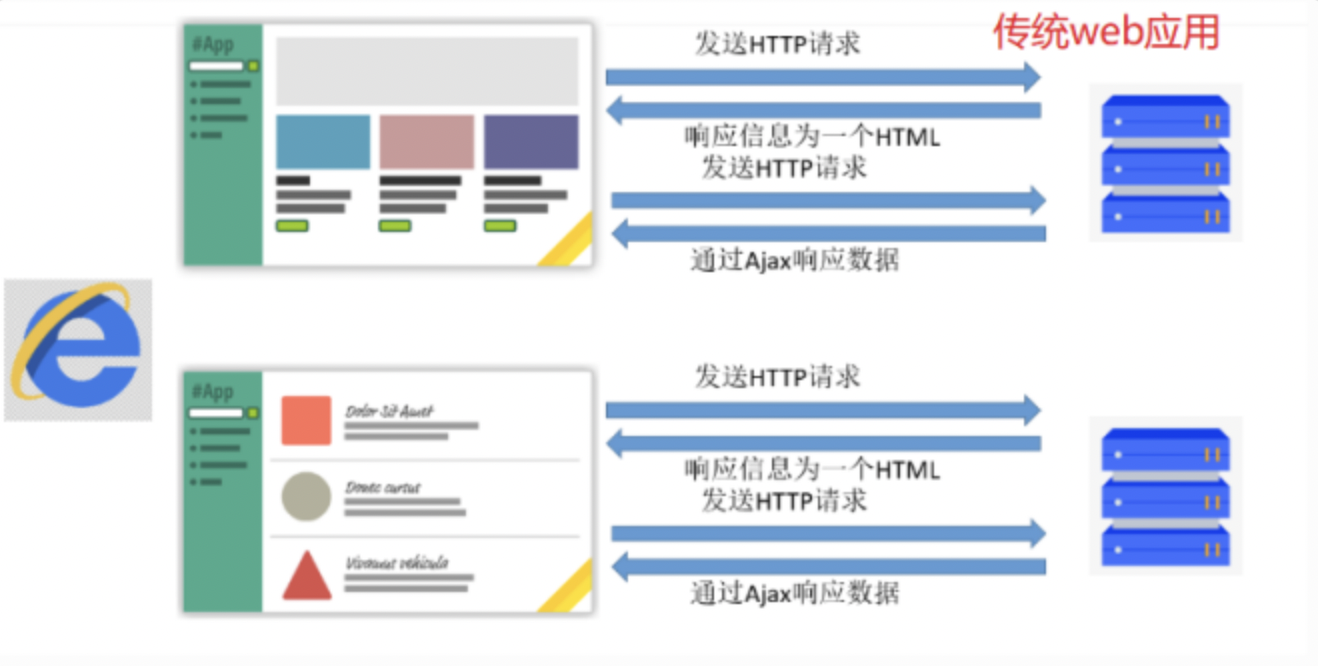 传统web应用
#App
发送HTTP请求
响应信息为一个HTML
发送HTTP请求
通过Ajax响应数据
#App
Dolor Sit Amet
Donec cursus
Vivamus vehicula
发送HTTP请求
响应信息为一个HTML
发送HTTP请求
通过Ajax响应数据